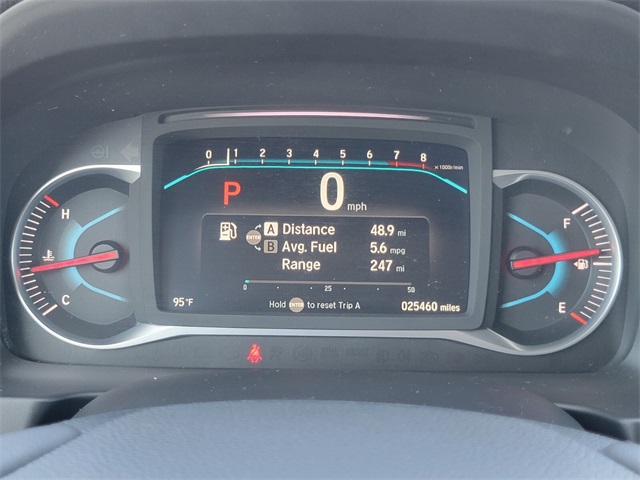 0 1 2 3 4 5 6 7 8 x1000r/min
P 0 mph
H
C
F
E
A Distance 48.9 mi
ENTER
B Avg. Fuel 5.6 mpg
Range 247 mi
0 25 50
95°F Hold ENTER to reset Trip A 025460 miles